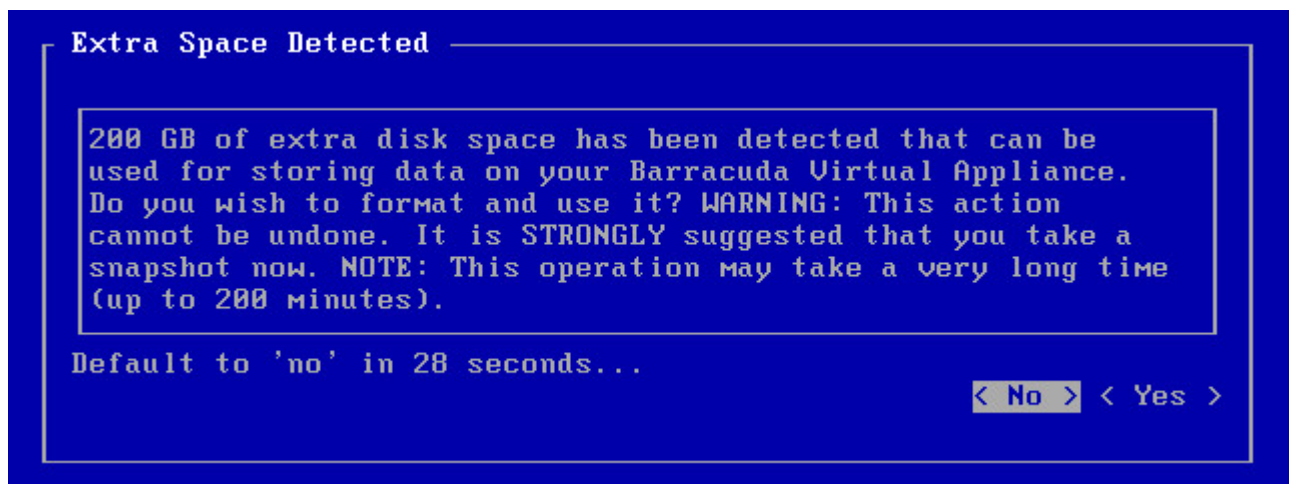 Extra Space Detected
200 GB of extra disk space has been detected that can be
used for storing data on your Barracuda Virtual Appliance.
Do you wish to format and use it? WARNING: This action
cannot be undone. It is STRONGLY suggested that you take a
snapshot now. NOTE: This operation may take a very long time
(up to 200 minutes).
Default to 'no' in 28 seconds...
< No > < Yes >